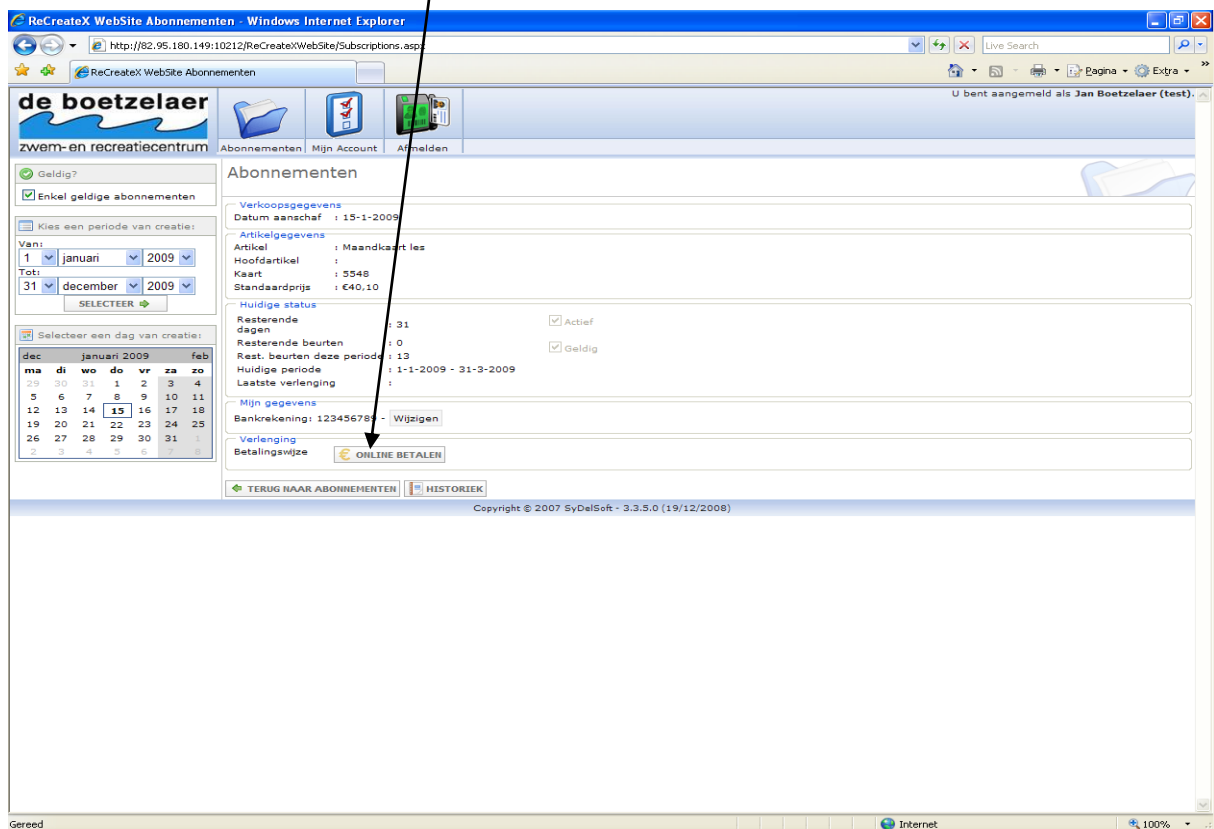 ReCreateX WebSite Abonnementen - Windows Internet Explorer
http://82.95.180.149:10212/ReCreateXWebSite/Subscriptions.aspx
Live Search
ReCreateX WebSite Abonnementen
Pagina
Extra
de boetzelaer
zwem- en recreatiecentrum
Abonnementen
Mijn Account
Afmelden
U bent aangemeld als Jan Boetzelaer (test).
Geldig?
Enkel geldige abonnementen
Kies een periode van creatie:
Van:
1 januari 2009
Tot:
31 december 2009
SELECTEER
Selecteer een dag van creatie:
dec januari 2009 feb
ma di wo do vr za zo
29 30 31 1 2 3 4
5 6 7 8 9 10 11
12 13 14 15 16 17 18
19 20 21 22 23 24 25
26 27 28 29 30 31 1
2 3 4 5 6 7 8
Abonnementen
Verkoopsgegevens
Datum aanschaf : 15-1-2009
Artikelgegevens
Artikel : Maandkaart les
Hoofdartikel :
Kaart : 5548
Standaardprijs : €40,10
Huidige status
Resterende dagen : 31
Actief
Resterende beurten : 0
Geldig
Rest. beurten deze periode : 13
Huidige periode : 1-1-2009 - 31-3-2009
Laatste verlenging :
Mijn gegevens
Bankrekening: 123456789 - Wijzigen
Verlenging
Betalingswijze
€ ONLINE BETALEN
TERUG NAAR ABONNEMENTEN
HISTORIEK
Copyright © 2007 SyDelSoft - 3.3.5.0 (19/12/2008)
Gereed
Internet
100%